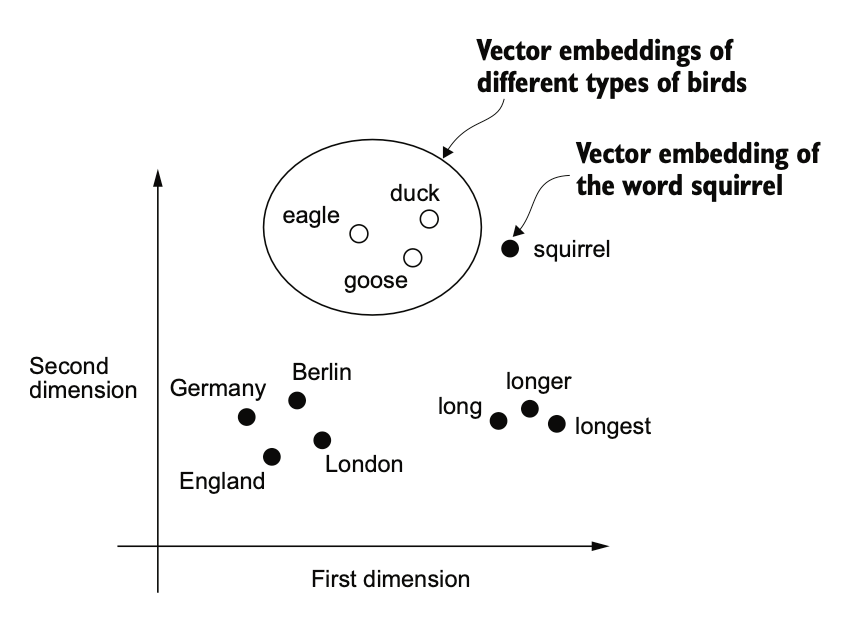 Vector embeddings of
different types of birds
Vector embedding of
the word squirrel
duck
eagle
goose
squirrel
Second
dimension
Germany
Berlin
England
London
long
longer
longest
First dimension